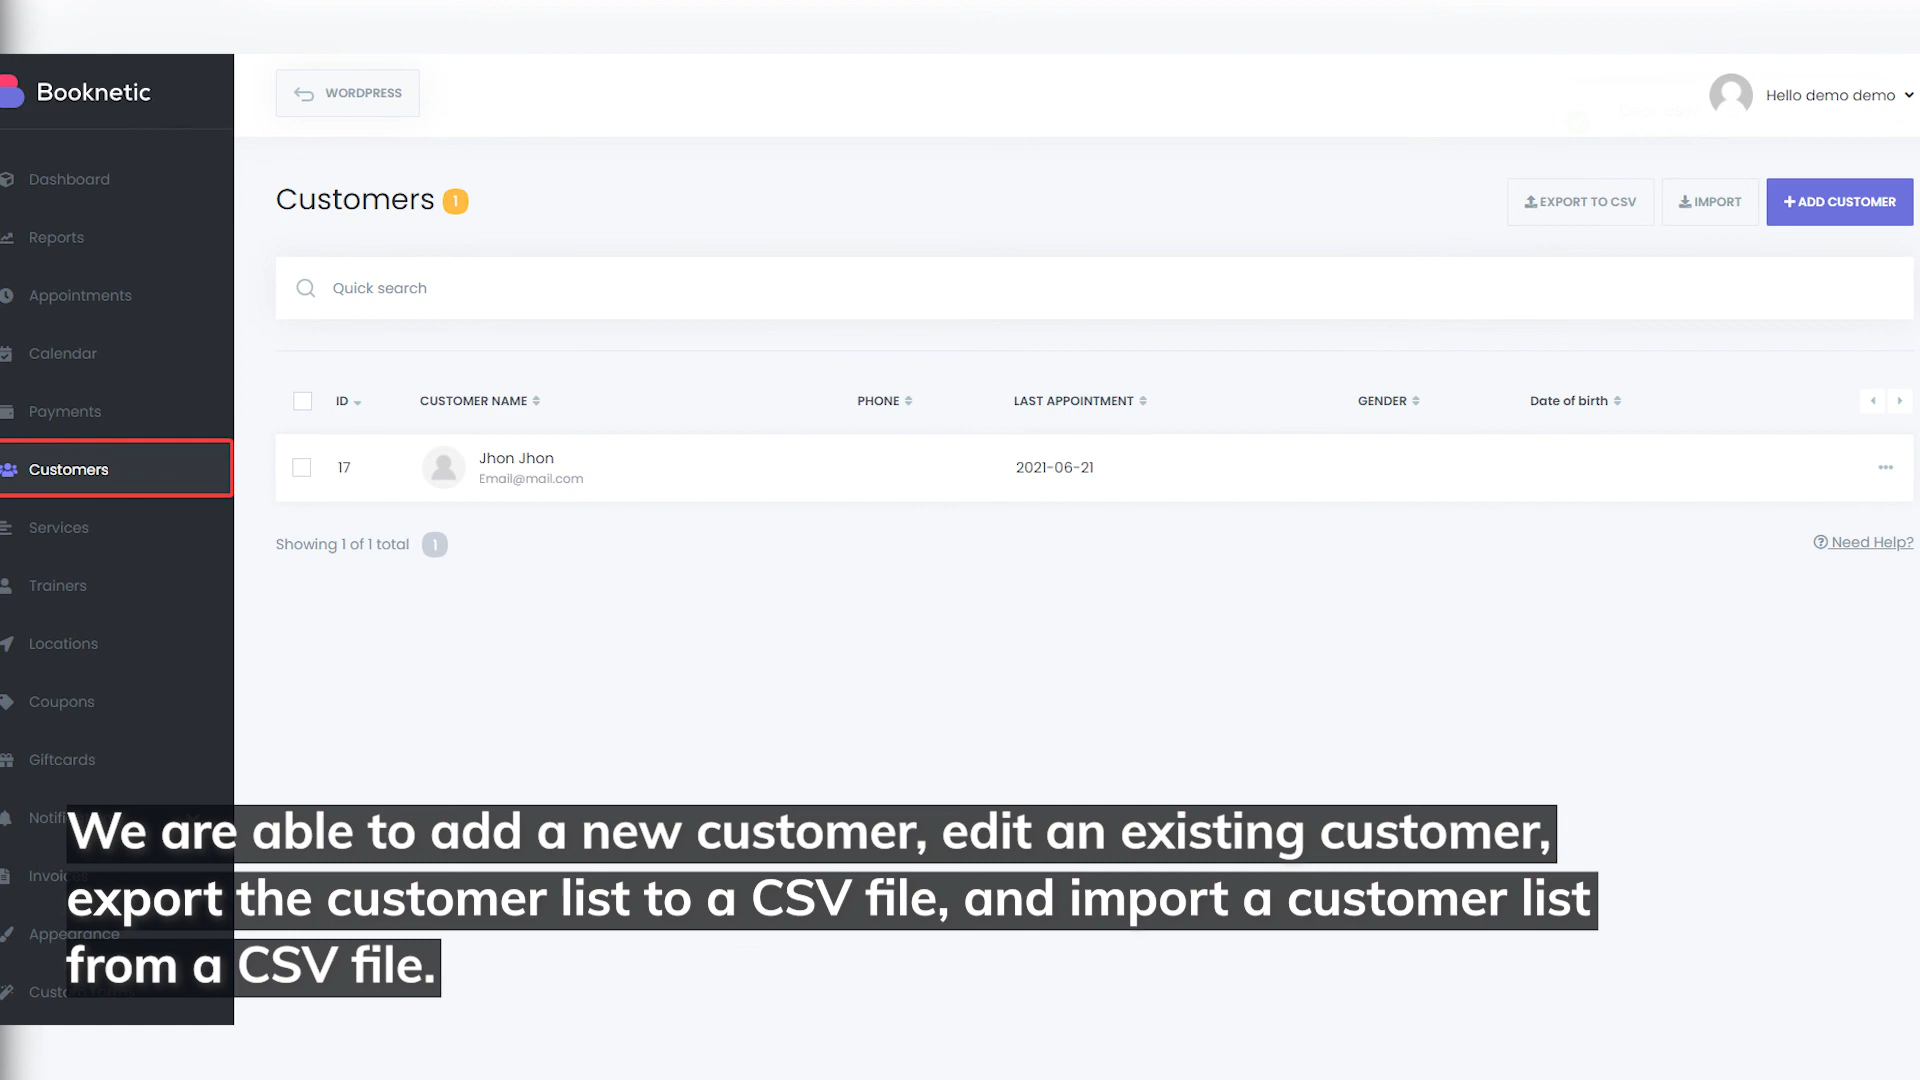 Booknetic
WORDPRESS
Hello demo demo
Dashboard
Reports
Appointments
Calendar
Payments
Customers
Services
Trainers
Locations
Coupons
Giftcards
Notifi
Invoices
Appearance
Custo
Customers 1
EXPORT TO CSV
IMPORT
+ ADD CUSTOMER
Quick search
ID CUSTOMER NAME PHONE LAST APPOINTMENT GENDER Date of birth
17 Jhon Jhon 2021-06-21
Email@mail.com
Showing 1 of 1 total 1
Need Help?
We are able to add a new customer, edit an existing customer,
export the customer list to a CSV file, and import a customer list
from a CSV file.